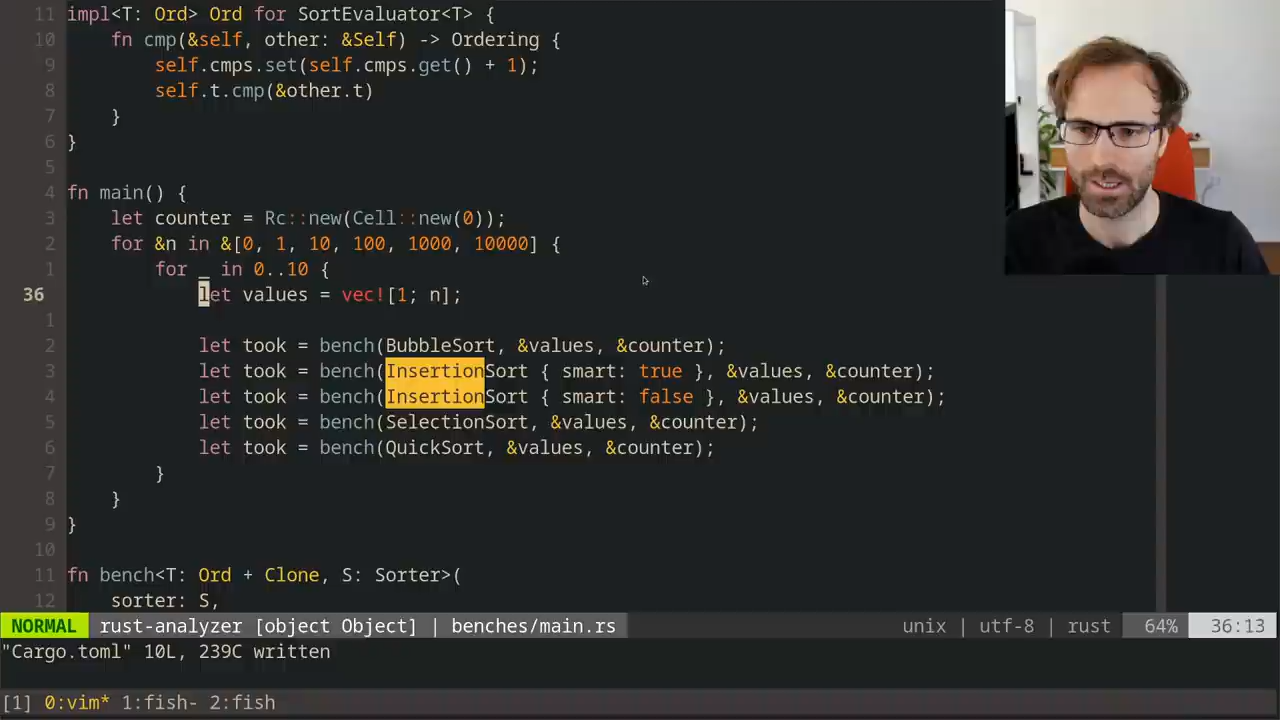 11 impl<T: Ord> Ord for SortEvaluator<T> {
10     fn cmp(&self, other: &Self) -> Ordering {
9         self.cmps.set(self.cmps.get() + 1);
8         self.t.cmp(&other.t)
7     }
6 }
5
4 fn main() {
3     let counter = Rc::new(Cell::new(0));
2     for &n in &[0, 1, 10, 100, 1000, 10000] {
1         for _ in 0..10 {
36             let values = vec![1; n];
1
2             let took = bench(BubbleSort, &values, &counter);
3             let took = bench(InsertionSort { smart: true }, &values, &counter);
4             let took = bench(InsertionSort { smart: false }, &values, &counter);
5             let took = bench(SelectionSort, &values, &counter);
6             let took = bench(QuickSort, &values, &counter);
7         }
8     }
9 }
10
11 fn bench<T: Ord + Clone, S: Sorter>(
12     sorter: S,
NORMAL rust-analyzer [object Object] | benches/main.rs unix | utf-8 | rust 64% 36:13
"Cargo.toml" 10L, 239C written
[1] 0:vim* 1:fish- 2:fish